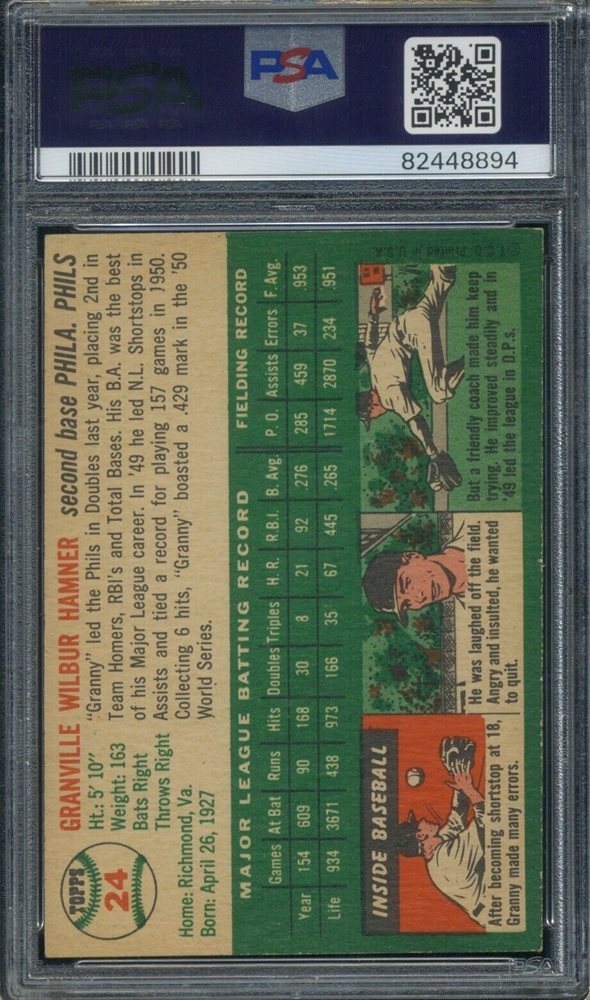 PSA
PSA
82448894
TOPPS
24
GRANVILLE WILBUR HAMNER second base PHILA. PHILS
Ht.: 5' 10"
Weight: 163
Bats Right
Throws Right
Home: Richmond, Va.
Born: April 26, 1927
"Granny" led the Phils in Doubles last year, placing 2nd in
Team Homers, RBI's and Total Bases. His B.A. was the best
of his Major League career. In '49 he led N.L. Shortstops in
Assists and tied a record for playing 157 games in 1950.
Collecting 6 hits, "Granny" boasted a .429 mark in the '50
World Series.
MAJOR LEAGUE BATTING RECORD FIELDING RECORD
Games At Bat Runs Hits Doubles Triples H.R. R.B.I. B. Avg. P. O. Assists Errors F. Avg.
Year 154 609 90 168 30 8 21 92 .276 285 459 37 .953
Life 934 3671 438 973 166 35 67 445 .265 1714 2870 234 .951
INSIDE BASEBALL
After becoming shortstop at 18,
Granny made many errors.
He was laughed off the field.
Angry and insulted, he wanted
to quit.
But a friendly coach made him keep
trying. He improved steadily and in
'49 led the league in D.P.s.
© T.C.G. Printed in U.S.A.
PSA